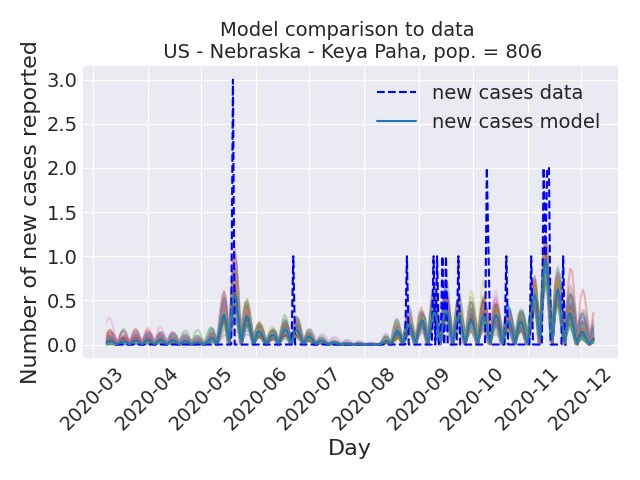 Model comparison to data
US - Nebraska - Keya Paha, pop. = 806
Number of new cases reported
3.0
2.5
2.0
1.5
1.0
0.5
0.0
new cases data
new cases model
2020-03
2020-04
2020-05
2020-06
2020-07
2020-08
2020-09
2020-10
2020-11
2020-12
Day